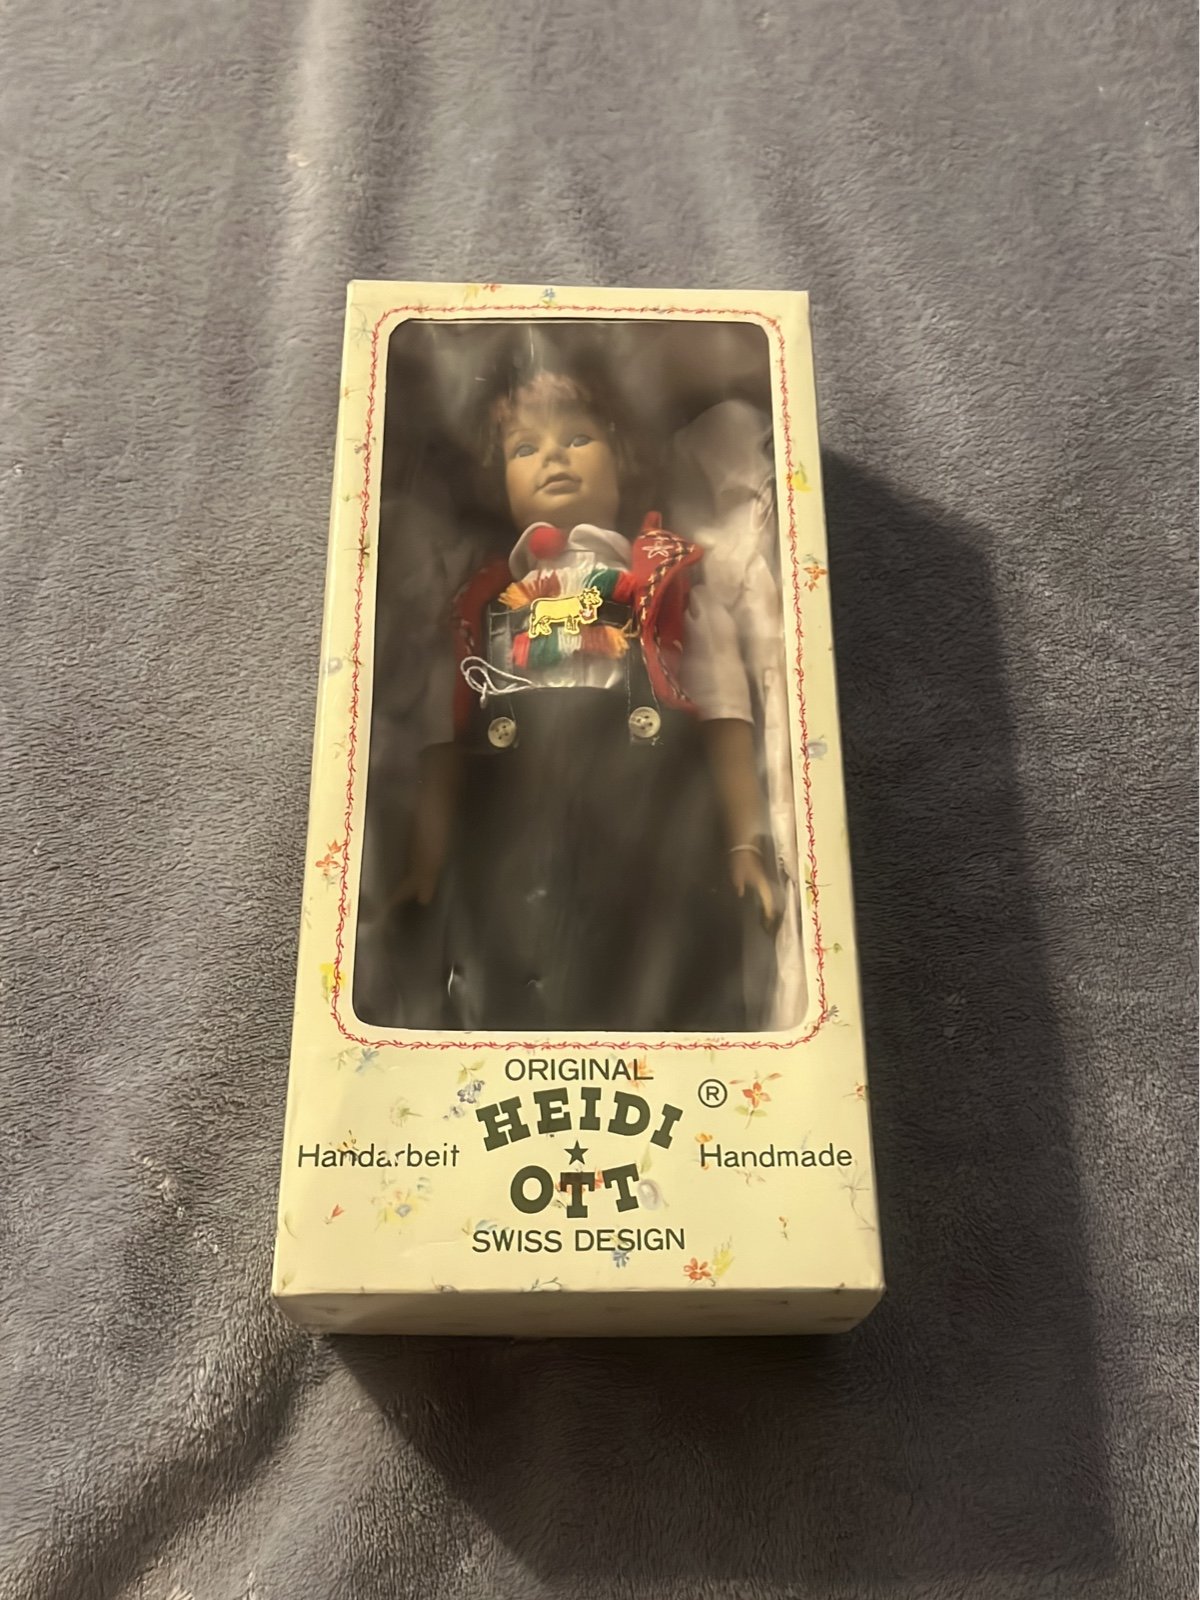 ORIGINAL
HEIDI ®
Handarbeit ★ Handmade
OTT
SWISS DESIGN